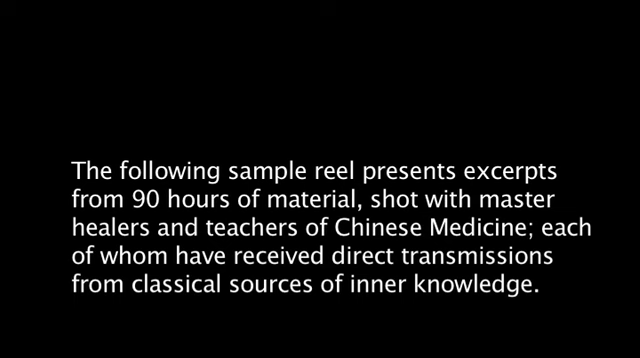 The following sample reel presents excerpts
from 90 hours of material, shot with master
healers and teachers of Chinese Medicine; each
of whom have received direct transmissions
from classical sources of inner knowledge.